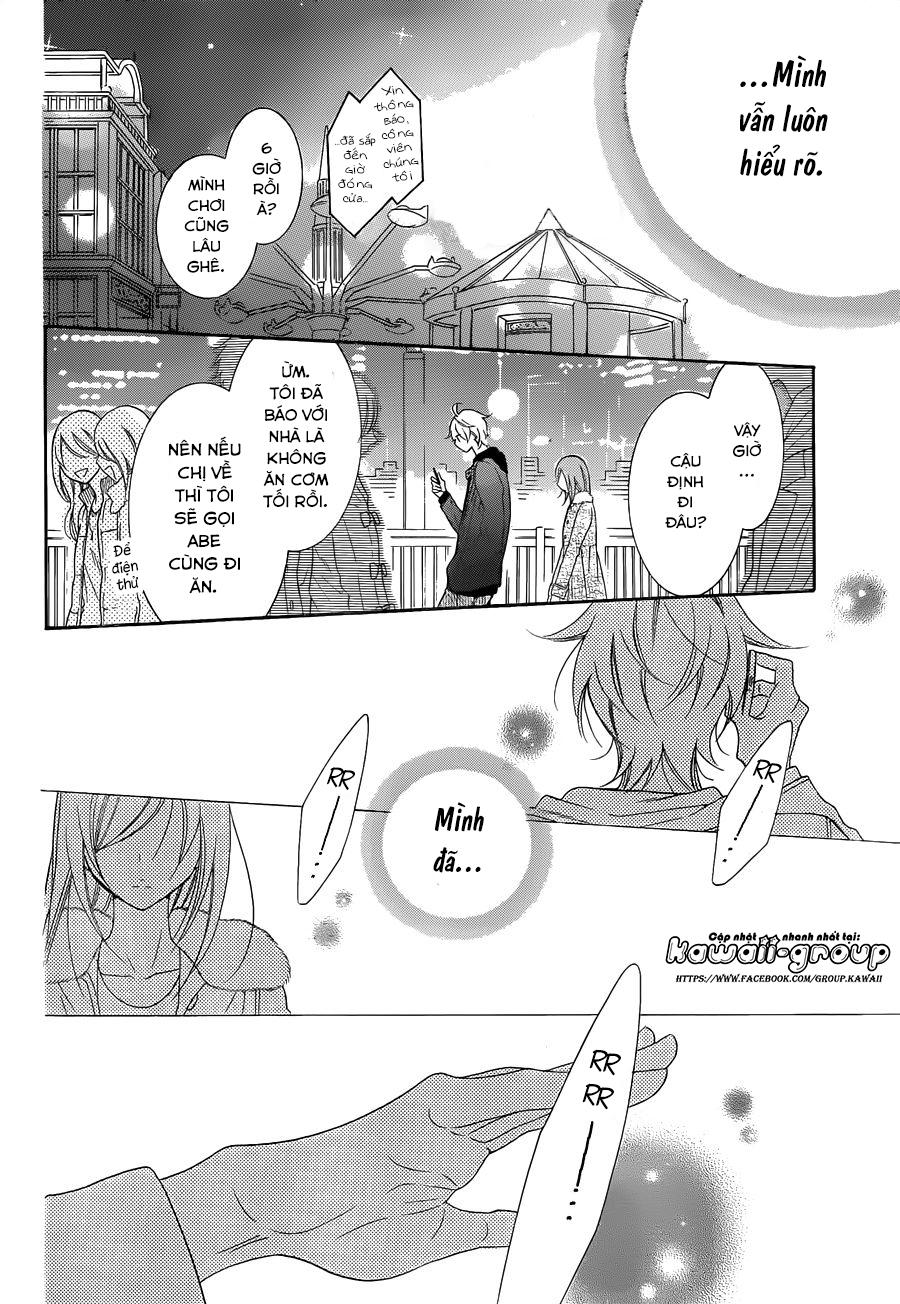 ...Mình
vẫn luôn
hiểu rõ.
Xin
thông
báo,
công
viên
chúng
tôi
...đã sắp
đến
giờ
đóng
cửa...
6
GIỜ
RỒI
À?
MÌNH
CHƠI
CŨNG
LÂU
GHÊ.
VẬY
GIỜ
...
CẬU
ĐỊNH
ĐI
ĐÂU?
ỪM.
TÔI ĐÃ
BÁO VỚI
NHÀ LÀ
KHÔNG
ĂN CƠM
TỐI RỒI.
NÊN NẾU
CHỊ VỀ
THÌ TÔI
SẼ GỌI
ABE
CÙNG ĐI
ĂN.
Để
điện
thử
RR
RR
Mình
đã...
Cập nhật nhanh nhất tại:
kawaii-group
HTTPS://WWW.FACEBOOK.COM/GROUP.KAWAII
RR
RR